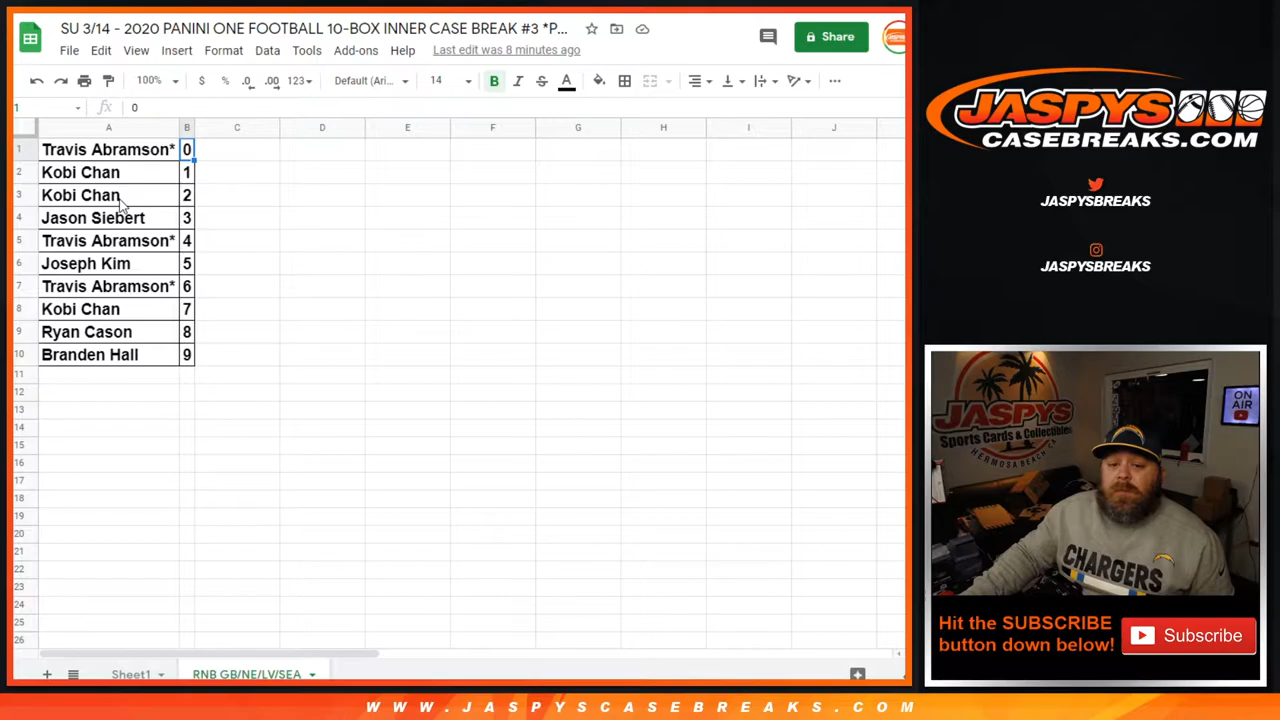 SU 3/14 - 2020 PANINI ONE FOOTBALL 10-BOX INNER CASE BREAK #3 *P...
File Edit View Insert Format Data Tools Add-ons Help Last edit was 8 minutes ago
Share
100% $ % .0 .00 123 Default (Ari... 14 B I S A
1 fx 0
A B C D E F G H I J
1 Travis Abramson* 0
2 Kobi Chan 1
3 Kobi Chan 2
4 Jason Siebert 3
5 Travis Abramson* 4
6 Joseph Kim 5
7 Travis Abramson* 6
8 Kobi Chan 7
9 Ryan Cason 8
10 Branden Hall 9
11
12
13
14
15
16
17
18
19
20
21
22
23
24
25
26
Sheet1 RNB GB/NE/LV/SEA
JASPYS
CASEBREAKS.COM
JASPYSBREAKS
JASPYSBREAKS
JASPYS
Sports Cards & Collectibles
HERMOSA BEACH CA
ON
AIR
CHARGERS
Hit the SUBSCRIBE
button down below!
Subscribe
WWW.JASPYSCASEBREAKS.COM